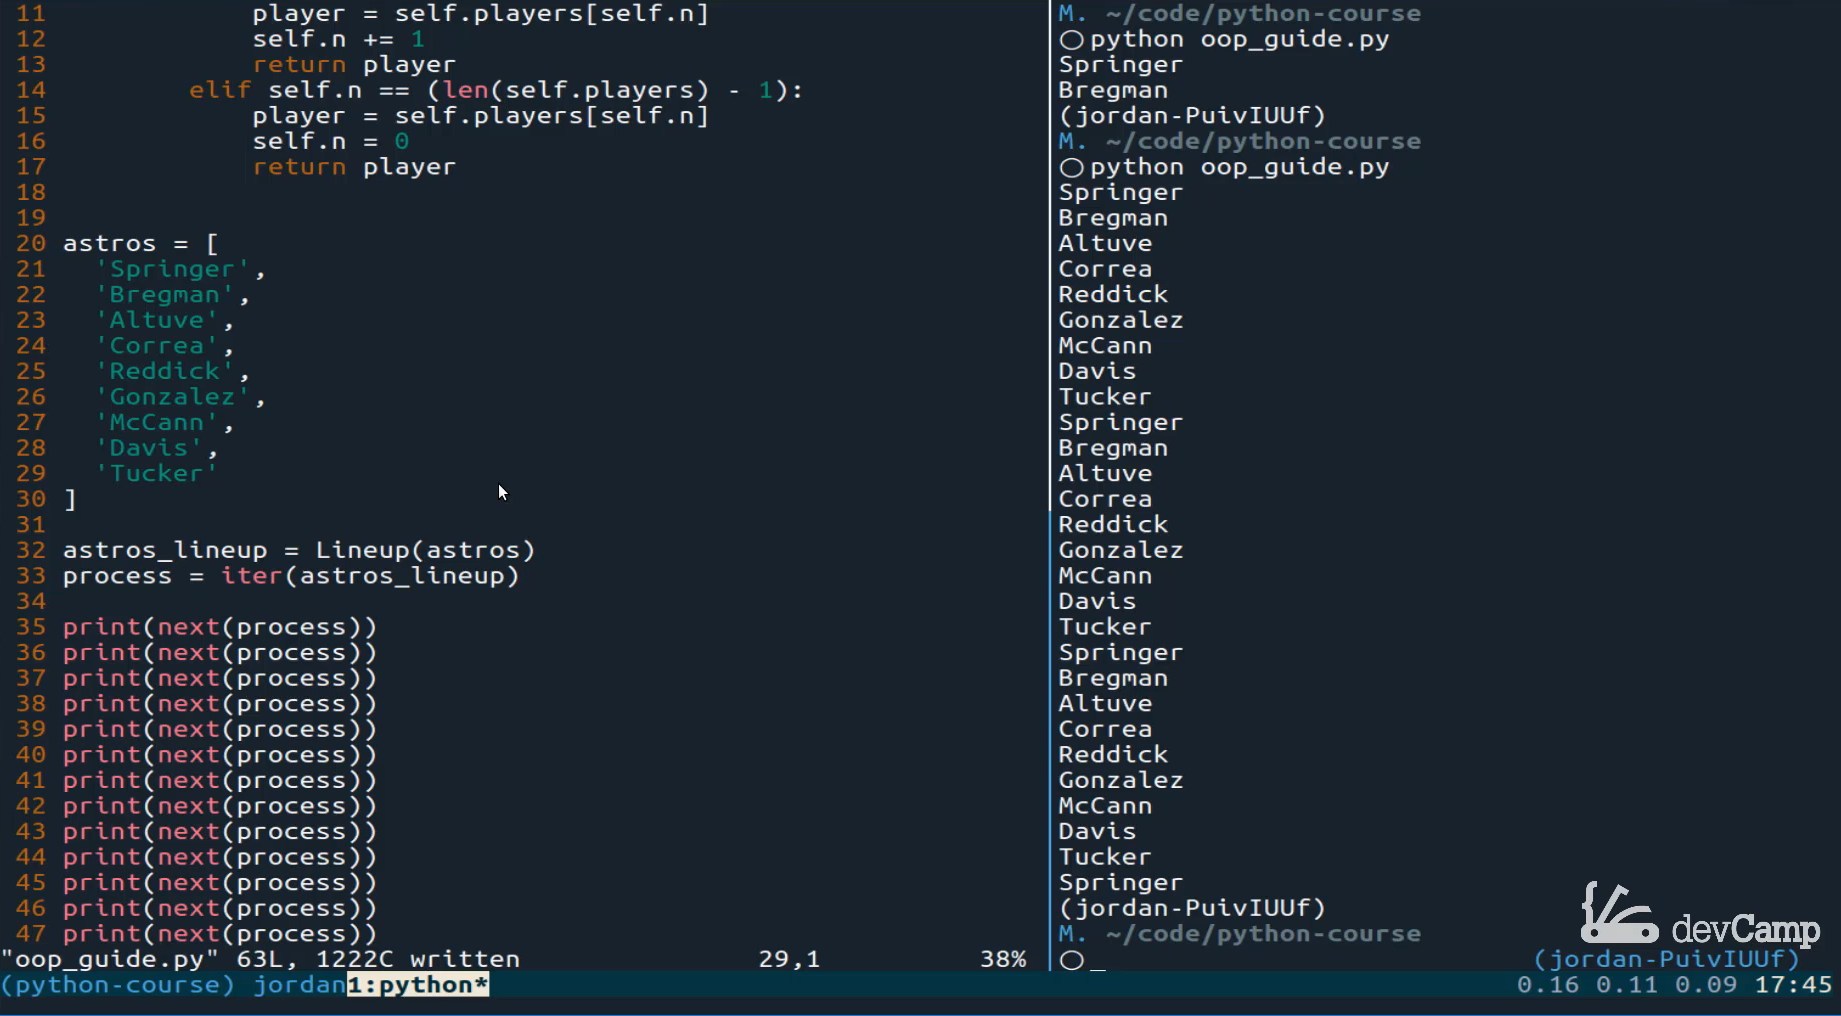 11             player = self.players[self.n]
12             self.n += 1
13             return player
14         elif self.n == (len(self.players) - 1):
15             player = self.players[self.n]
16             self.n = 0
17             return player
18
19
20 astros = [
21   'Springer',
22   'Bregman',
23   'Altuve',
24   'Correa',
25   'Reddick',
26   'Gonzalez',
27   'McCann',
28   'Davis',
29   'Tucker'
30 ]
31
32 astros_lineup = Lineup(astros)
33 process = iter(astros_lineup)
34
35 print(next(process))
36 print(next(process))
37 print(next(process))
38 print(next(process))
39 print(next(process))
40 print(next(process))
41 print(next(process))
42 print(next(process))
43 print(next(process))
44 print(next(process))
45 print(next(process))
46 print(next(process))
47 print(next(process))
"oop_guide.py" 63L, 1222C written 29,1 38%
M. ~/code/python-course
python oop_guide.py
Springer
Bregman
(jordan-PuivIUUf)
M. ~/code/python-course
python oop_guide.py
Springer
Bregman
Altuve
Correa
Reddick
Gonzalez
McCann
Davis
Tucker
Springer
Bregman
Altuve
Correa
Reddick
Gonzalez
McCann
Davis
Tucker
Springer
Bregman
Altuve
Correa
Reddick
Gonzalez
McCann
Davis
Tucker
Springer
(jordan-PuivIUUf)
M. ~/code/python-course
_ (jordan-PuivIUUf)
devCamp
(python-course) jordan 1:python* 0.16 0.11 0.09 17:45